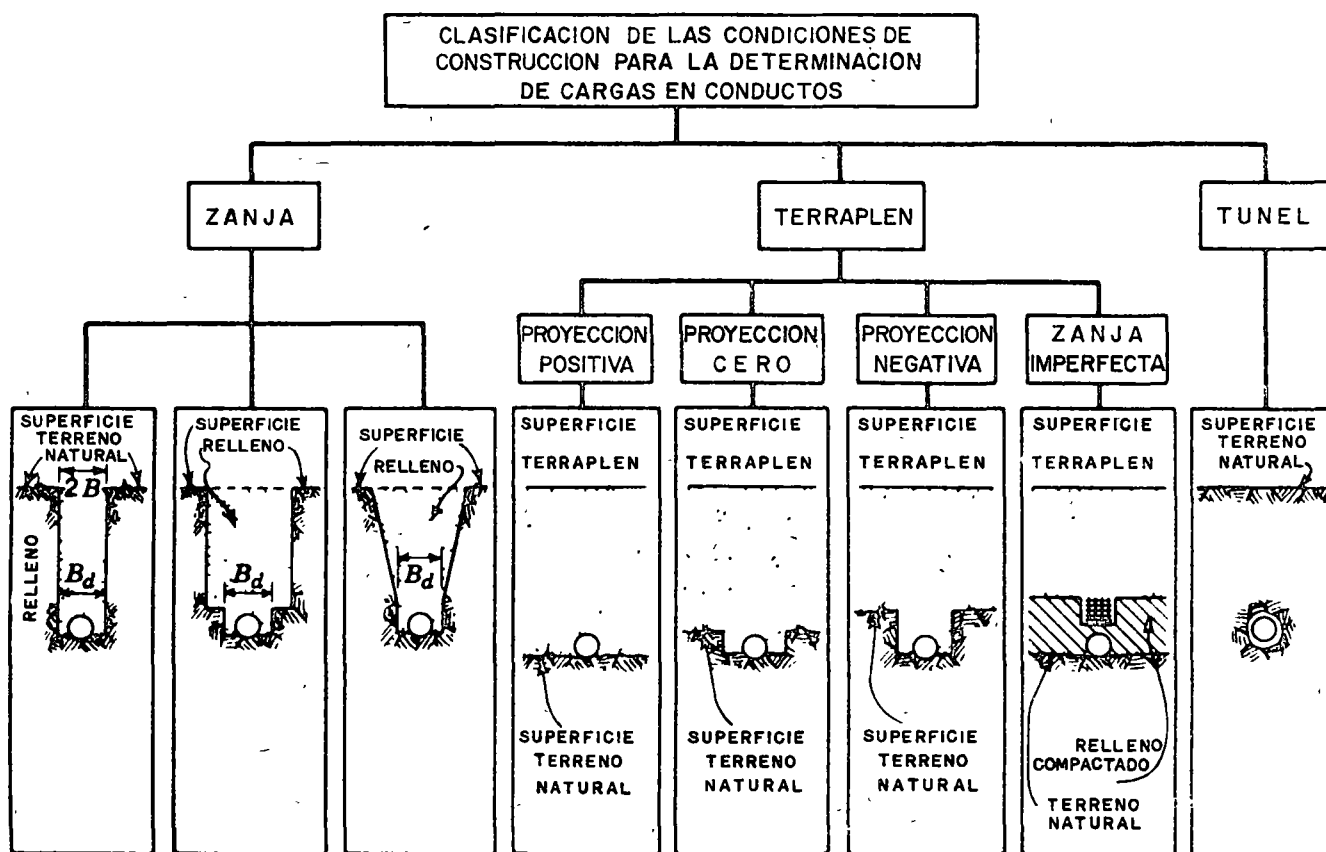 CLASIFICACION DE LAS CONDICIONES DE
CONSTRUCCION PARA LA DETERMINACION
DE CARGAS EN CONDUCTOS
ZANJA
TERRAPLEN
TUNEL
PROYECCION
POSITIVA
PROYECCION
CERO
PROYECCION
NEGATIVA
ZANJA
IMPERFECTA
SUPERFICIE
TERRENO
NATURAL
2B
RELLENO
Bd
SUPERFICIE
RELLENO
Bd
SUPERFICIE
RELLENO
Bd
SUPERFICIE
TERRAPLEN
SUPERFICIE
TERRENO
NATURAL
SUPERFICIE
TERRAPLEN
SUPERFICIE
TERRENO
NATURAL
SUPERFICIE
TERRAPLEN
SUPERFICIE
TERRENO
NATURAL
SUPERFICIE
TERRAPLEN
RELLENO
COMPACTADO
TERRENO
NATURAL
SUPERFICIE
TERRENO
NATURAL